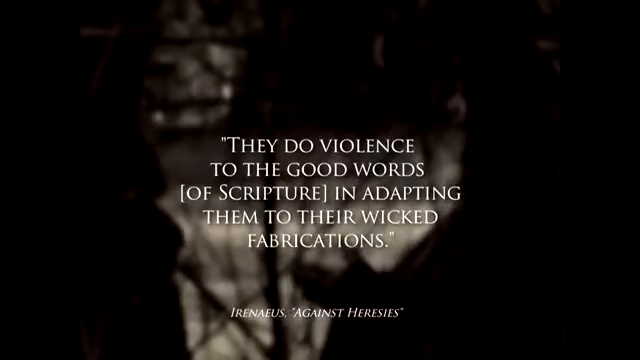 "They do violence
to the good words
[of Scripture] in adapting
them to their wicked
fabrications."
Irenaeus, "Against Heresies"